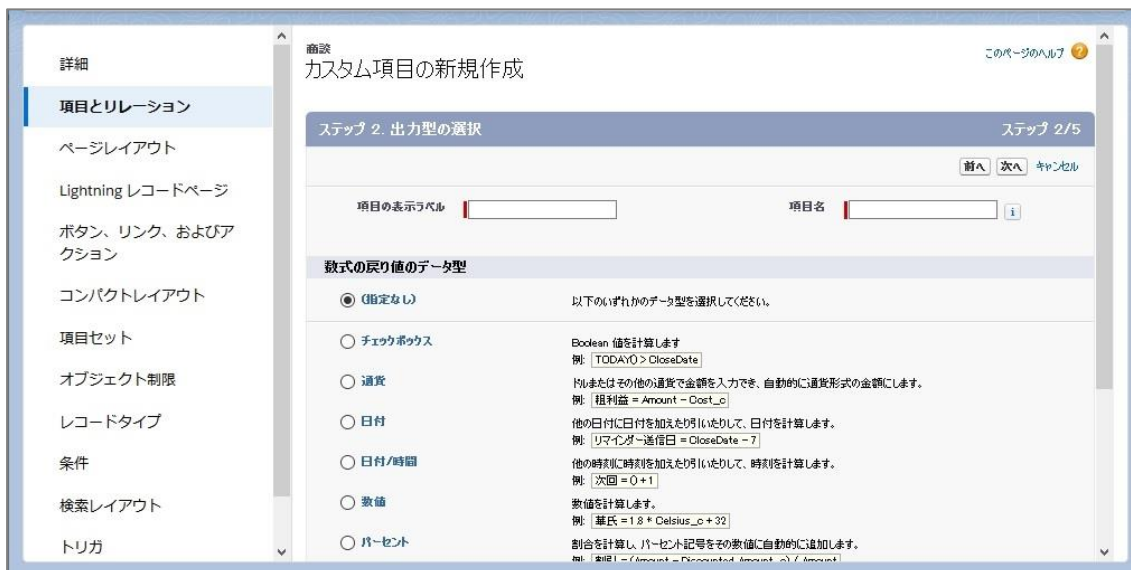 詳細
項目とリレーション
ページレイアウト
Lightning レコードページ
ボタン、リンク、およびア
クション
コンパクトレイアウト
項目セット
オブジェクト制限
レコードタイプ
条件
検索レイアウト
トリガ
商談
カスタム項目の新規作成
このページのヘルプ
ステップ 2. 出力型の選択
ステップ 2/5
前へ 次へ キャンセル
項目の表示ラベル
項目名
i
数式の戻り値のデータ型
(指定なし)
以下のいずれかのデータ型を選択してください。
チェックボックス
Boolean 値を計算します
例: TODAY() > CloseDate
通貨
ドルまたはその他の通貨で金額を入力でき、自動的に通貨形式の金額にします。
例: 粗利益 = Amount - Cost_c
日付
他の日付に日付を加えたり引いたりして、日付を計算します。
例: リマインダー送信日 = CloseDate - 7
日付/時間
他の時刻に時刻を加えたり引いたりして、時刻を計算します。
例: 次回 = () + 1
数値
数値を計算します。
例: 華氏 = 1.8 * Celsius_c + 32
パーセント
割合を計算し、パーセント記号をその数値に自動的に追加します。
例: 割引 = (Amount - Discounted_Amount_c) / Amount